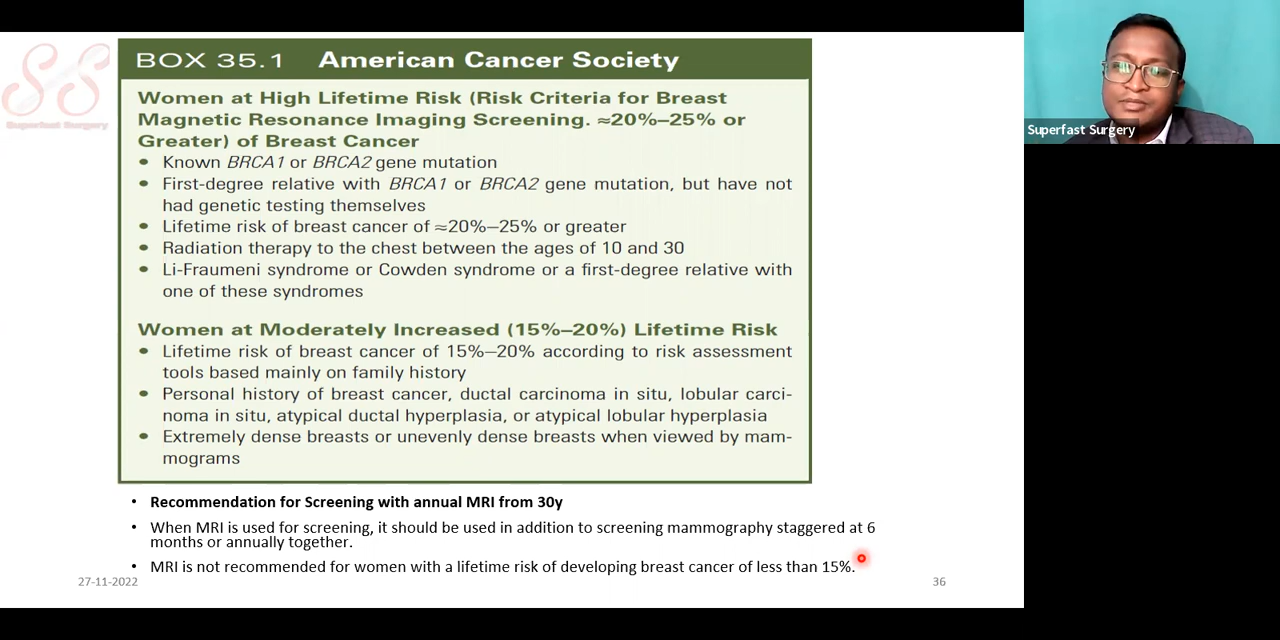 BOX 35.1 American Cancer Society
Women at High Lifetime Risk (Risk Criteria for Breast
Magnetic Resonance Imaging Screening. ≈20%–25% or
Greater) of Breast Cancer
• Known BRCA1 or BRCA2 gene mutation
• First-degree relative with BRCA1 or BRCA2 gene mutation, but have not
had genetic testing themselves
• Lifetime risk of breast cancer of ≈20%–25% or greater
• Radiation therapy to the chest between the ages of 10 and 30
• Li-Fraumeni syndrome or Cowden syndrome or a first-degree relative with
one of these syndromes
Women at Moderately Increased (15%–20%) Lifetime Risk
• Lifetime risk of breast cancer of 15%–20% according to risk assessment
tools based mainly on family history
• Personal history of breast cancer, ductal carcinoma in situ, lobular carci-
noma in situ, atypical ductal hyperplasia, or atypical lobular hyperplasia
• Extremely dense breasts or unevenly dense breasts when viewed by mam-
mograms
• Recommendation for Screening with annual MRI from 30y
• When MRI is used for screening, it should be used in addition to screening mammography staggered at 6
months or annually together.
• MRI is not recommended for women with a lifetime risk of developing breast cancer of less than 15%.
27-11-2022
36
SS
Superfast Surgery
Superfast Surgery